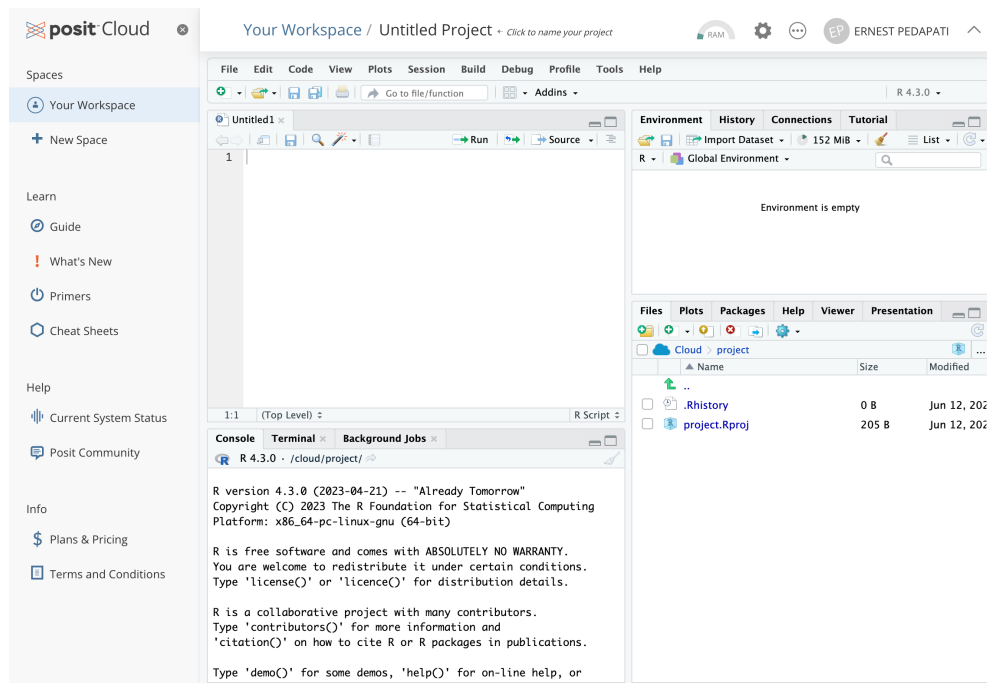 posit Cloud
Your Workspace / Untitled Project ← Click to name your project
RAM
EP ERNEST PEDAPATI
Spaces
Your Workspace
New Space
Learn
Guide
What's New
Primers
Cheat Sheets
Help
Current System Status
Posit Community
Info
Plans & Pricing
Terms and Conditions
File Edit Code View Plots Session Build Debug Profile Tools Help
Go to file/function
Addins
R 4.3.0
Untitled1
Run
Source
1
1:1 (Top Level) R Script
Console Terminal Background Jobs
R 4.3.0 · /cloud/project/
R version 4.3.0 (2023-04-21) -- "Already Tomorrow"
Copyright (C) 2023 The R Foundation for Statistical Computing
Platform: x86_64-pc-linux-gnu (64-bit)
R is free software and comes with ABSOLUTELY NO WARRANTY.
You are welcome to redistribute it under certain conditions.
Type 'license()' or 'licence()' for distribution details.
R is a collaborative project with many contributors.
Type 'contributors()' for more information and
'citation()' on how to cite R or R packages in publications.
Type 'demo()' for some demos, 'help()' for on-line help, or
Environment History Connections Tutorial
Import Dataset 152 MiB List
R Global Environment
Environment is empty
Files Plots Packages Help Viewer Presentation
Cloud project R ...
Name Size Modified
..
.Rhistory 0 B Jun 12, 202
project.Rproj 205 B Jun 12, 202